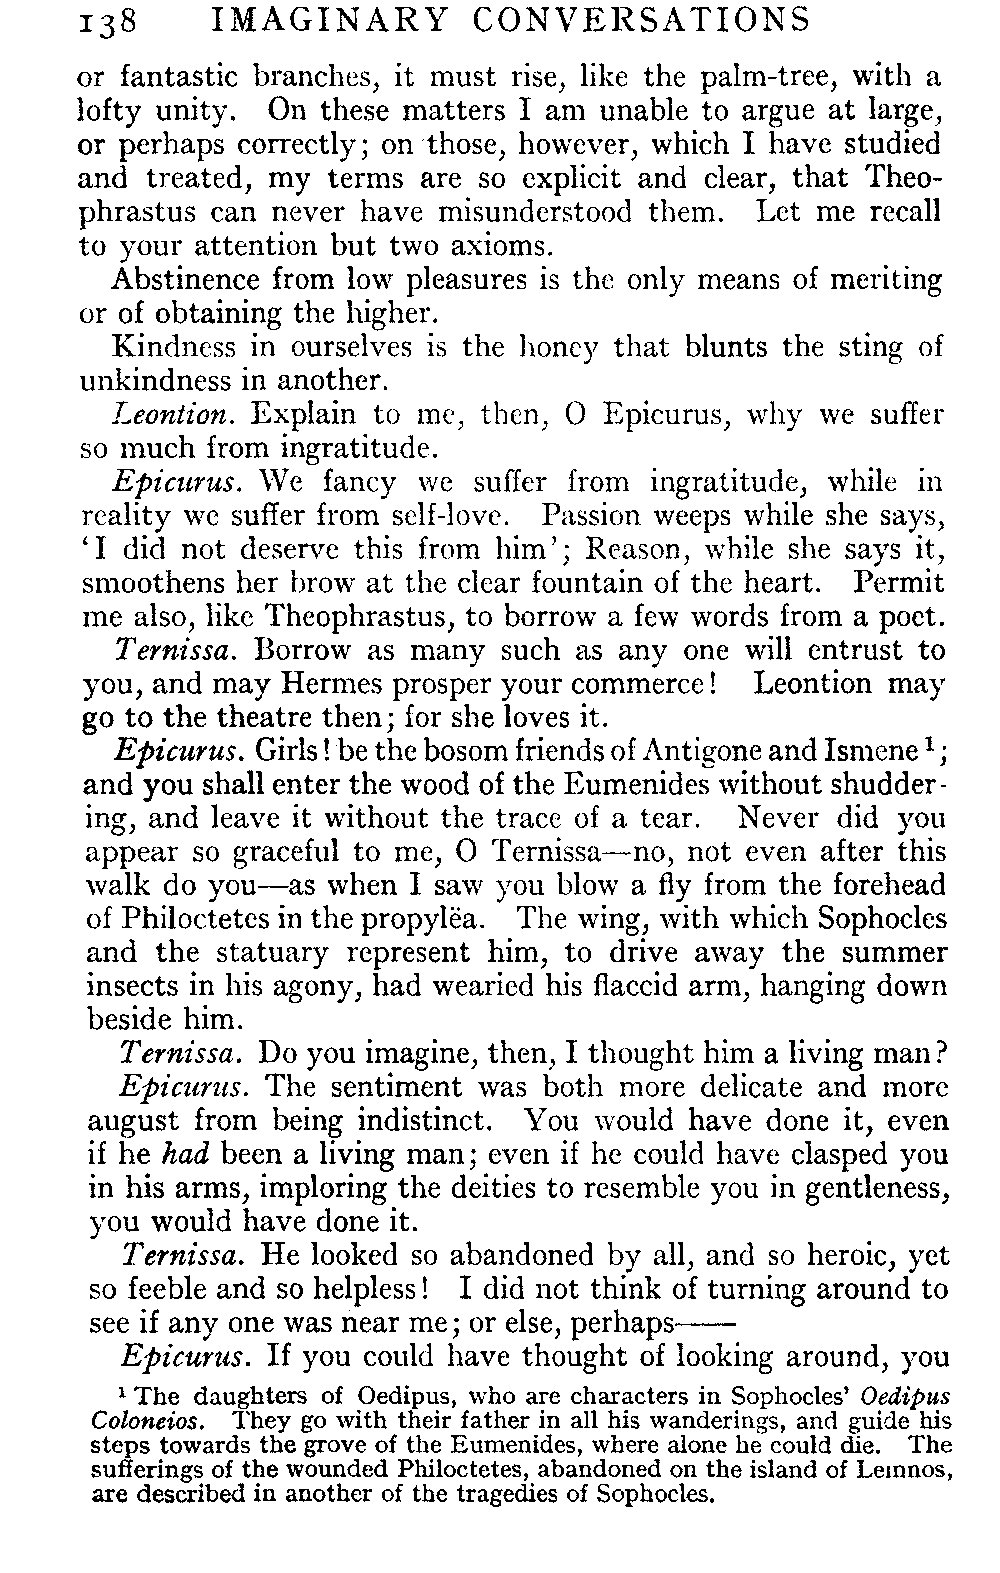 138 IMAGINARY CONVERSATIONS
or fantastic branches, it must rise, like the palm-tree, with a
lofty unity. On these matters I am unable to argue at large,
or perhaps correctly; on those, however, which I have studied
and treated, my terms are so explicit and clear, that Theo-
phrastus can never have misunderstood them. Let me recall
to your attention but two axioms.
Abstinence from low pleasures is the only means of meriting
or of obtaining the higher.
Kindness in ourselves is the honey that blunts the sting of
unkindness in another.
Leontion. Explain to me, then, O Epicurus, why we suffer
so much from ingratitude.
Epicurus. We fancy we suffer from ingratitude, while in
reality we suffer from self-love. Passion weeps while she says,
‘I did not deserve this from him’; Reason, while she says it,
smoothens her brow at the clear fountain of the heart. Permit
me also, like Theophrastus, to borrow a few words from a poet.
Ternissa. Borrow as many such as any one will entrust to
you, and may Hermes prosper your commerce! Leontion may
go to the theatre then; for she loves it.
Epicurus. Girls! be the bosom friends of Antigone and Ismene ¹;
and you shall enter the wood of the Eumenides without shudder-
ing, and leave it without the trace of a tear. Never did you
appear so graceful to me, O Ternissa—no, not even after this
walk do you—as when I saw you blow a fly from the forehead
of Philoctetes in the propylëa. The wing, with which Sophocles
and the statuary represent him, to drive away the summer
insects in his agony, had wearied his flaccid arm, hanging down
beside him.
Ternissa. Do you imagine, then, I thought him a living man?
Epicurus. The sentiment was both more delicate and more
august from being indistinct. You would have done it, even
if he had been a living man; even if he could have clasped you
in his arms, imploring the deities to resemble you in gentleness,
you would have done it.
Ternissa. He looked so abandoned by all, and so heroic, yet
so feeble and so helpless! I did not think of turning around to
see if any one was near me; or else, perhaps——
Epicurus. If you could have thought of looking around, you
¹ The daughters of Oedipus, who are characters in Sophocles’ Oedipus
Coloneios. They go with their father in all his wanderings, and guide his
steps towards the grove of the Eumenides, where alone he could die. The
sufferings of the wounded Philoctetes, abandoned on the island of Lemnos,
are described in another of the tragedies of Sophocles.